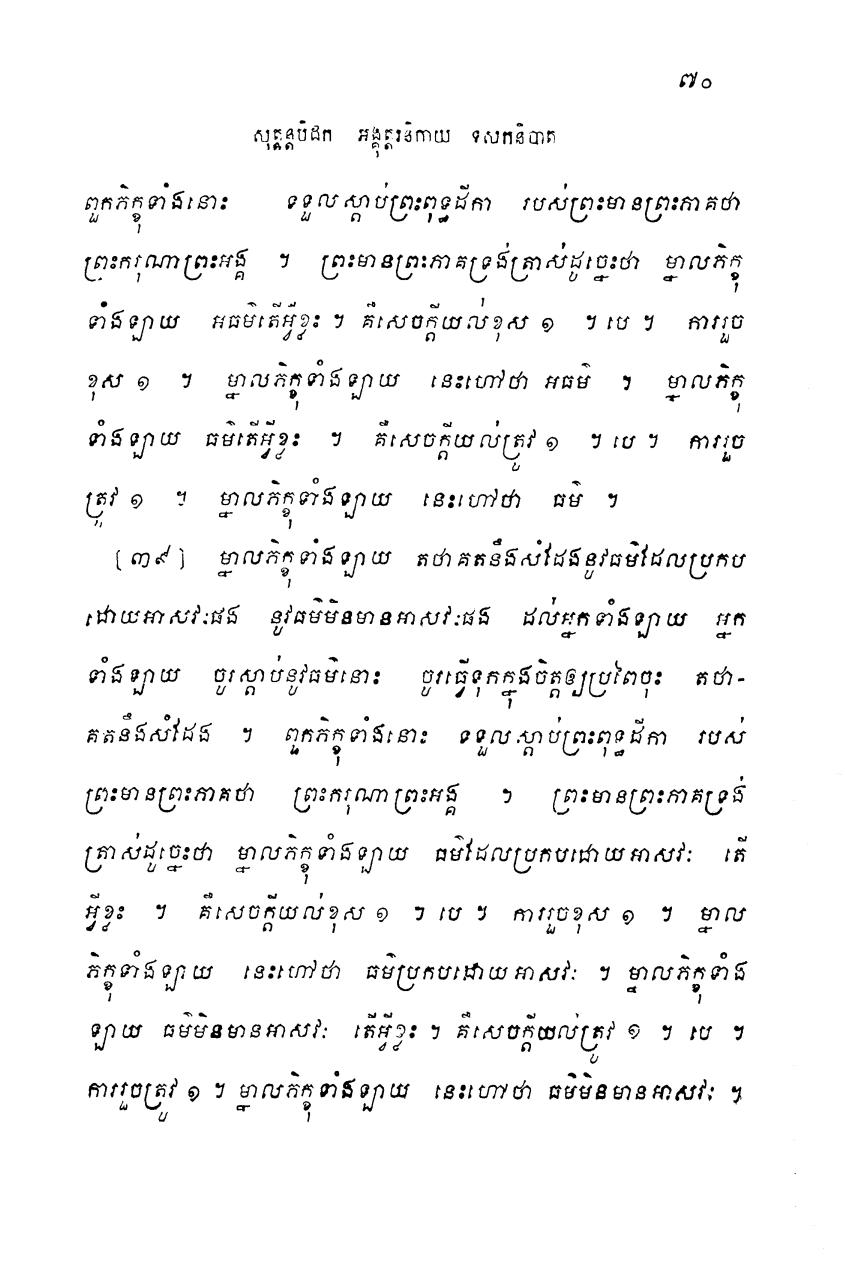 ៧០
សុត្តន្តបិដក អង្គុត្តរនិកាយ ទសកនិបាត
ពួកភិក្ខុទាំងនោះ ទទួលស្តាប់ព្រះពុទ្ធដីកា របស់ព្រះមានព្រះភាគថា
ព្រះករុណាព្រះអង្គ ។ ព្រះមានព្រះភាគទ្រង់ត្រាស់ដូច្នេះថា ម្នាលភិក្ខុ
ទាំងឡាយ អធម៌តើអ្វីខ្លះ ។ គឺសេចក្តីយល់ខុស ១ ។ បេ ។ ការរួច
ខុស ១ ។ ម្នាលភិក្ខុទាំងឡាយ នេះហៅថា អធម៌ ។ ម្នាលភិក្ខុ
ទាំងឡាយ ធម៌តើអ្វីខ្លះ ។ គឺសេចក្តីយល់ត្រូវ ១ ។ បេ ។ ការរួច
ត្រូវ ១ ។ ម្នាលភិក្ខុទាំងឡាយ នេះហៅថា ធម៌ ។
[៣៩] ម្នាលភិក្ខុទាំងឡាយ តថាគតនឹងសំដែងនូវធម៌ដែលប្រកប
ដោយអាសវៈផង នូវធម៌មិនមានអាសវៈផង ដល់អ្នកទាំងឡាយ អ្នក
ទាំងឡាយ ចូរស្តាប់នូវធម៌នោះ ចូរធ្វើទុកក្នុងចិត្តឲ្យប្រពៃចុះ តថា-
គតនឹងសំដែង ។ ពួកភិក្ខុទាំងនោះ ទទួលស្តាប់ព្រះពុទ្ធដីកា របស់
ព្រះមានព្រះភាគថា ព្រះករុណាព្រះអង្គ ។ ព្រះមានព្រះភាគទ្រង់
ត្រាស់ដូច្នេះថា ម្នាលភិក្ខុទាំងឡាយ ធម៌ដែលប្រកបដោយអាសវៈ តើ
អ្វីខ្លះ ។ គឺសេចក្តីយល់ខុស ១ ។ បេ ។ ការរួចខុស ១ ។ ម្នាល
ភិក្ខុទាំងឡាយ នេះហៅថា ធម៌ប្រកបដោយអាសវៈ ។ ម្នាលភិក្ខុទាំង
ឡាយ ធម៌មិនមានអាសវៈ តើអ្វីខ្លះ ។ គឺសេចក្តីយល់ត្រូវ ១ ។ បេ ។
ការរួចត្រូវ ១ ។ ម្នាលភិក្ខុទាំងឡាយ នេះហៅថា ធម៌មិនមានអាសវៈ ។